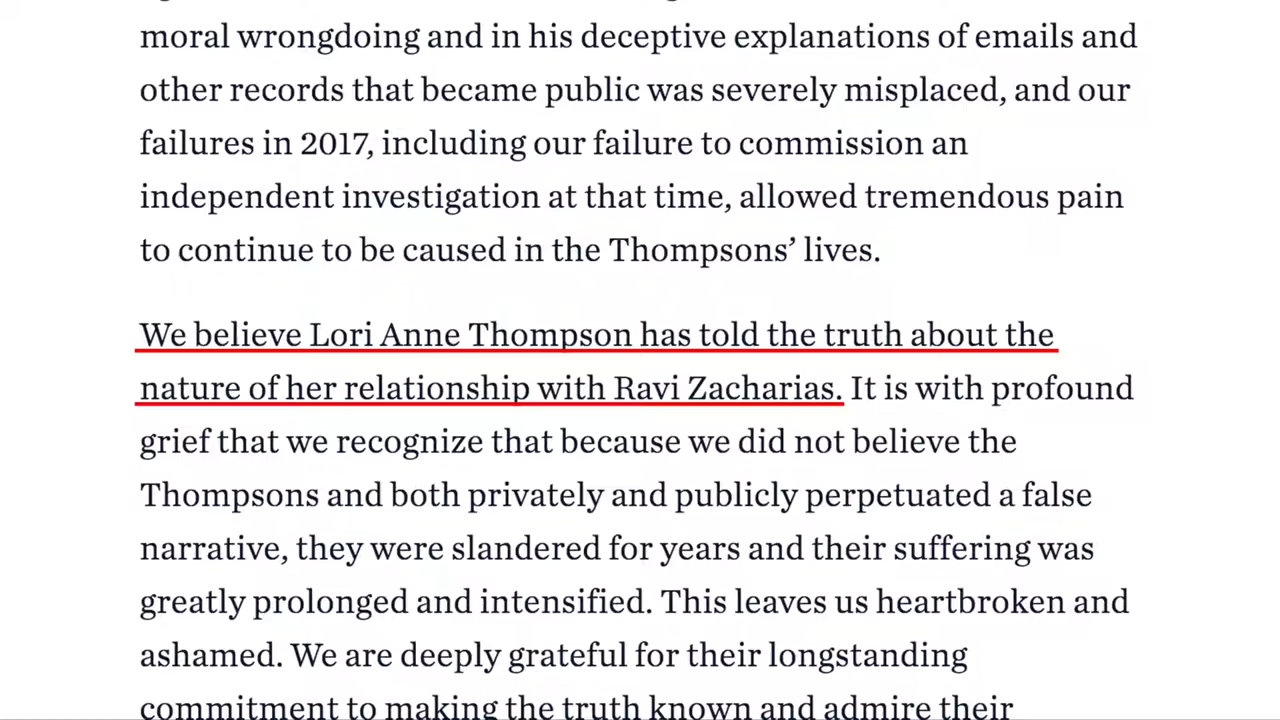 moral wrongdoing and in his deceptive explanations of emails and
other records that became public was severely misplaced, and our
failures in 2017, including our failure to commission an
independent investigation at that time, allowed tremendous pain
to continue to be caused in the Thompsons’ lives.
We believe Lori Anne Thompson has told the truth about the
nature of her relationship with Ravi Zacharias. It is with profound
grief that we recognize that because we did not believe the
Thompsons and both privately and publicly perpetuated a false
narrative, they were slandered for years and their suffering was
greatly prolonged and intensified. This leaves us heartbroken and
ashamed. We are deeply grateful for their longstanding
commitment to making the truth known and admire their